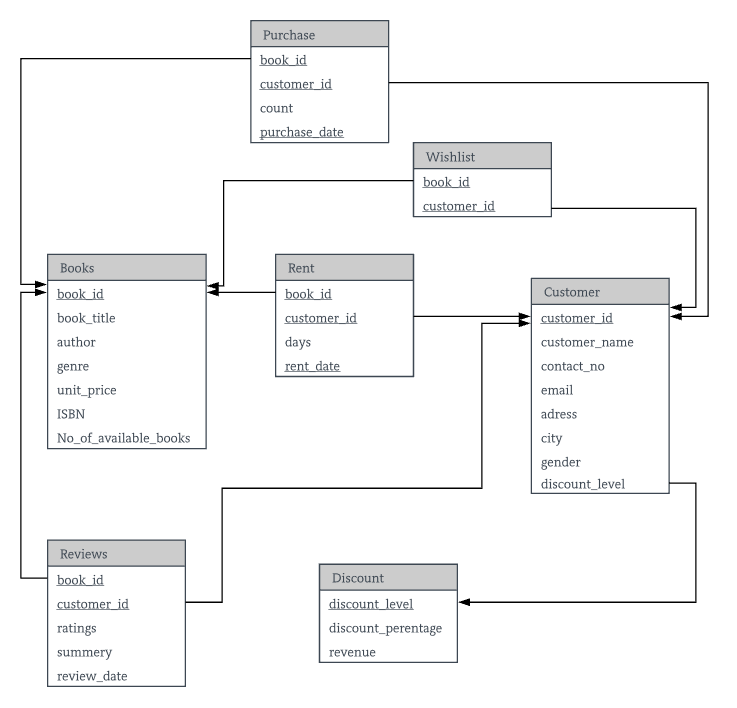 Purchase
book_id
customer_id
count
purchase_date
Wishlist
book_id
customer_id
Books
book_id
book_title
author
genre
unit_price
ISBN
No_of_available_books
Rent
book_id
customer_id
days
rent_date
Customer
customer_id
customer_name
contact_no
email
adress
city
gender
discount_level
Reviews
book_id
customer_id
ratings
summery
review_date
Discount
discount_level
discount_perentage
revenue